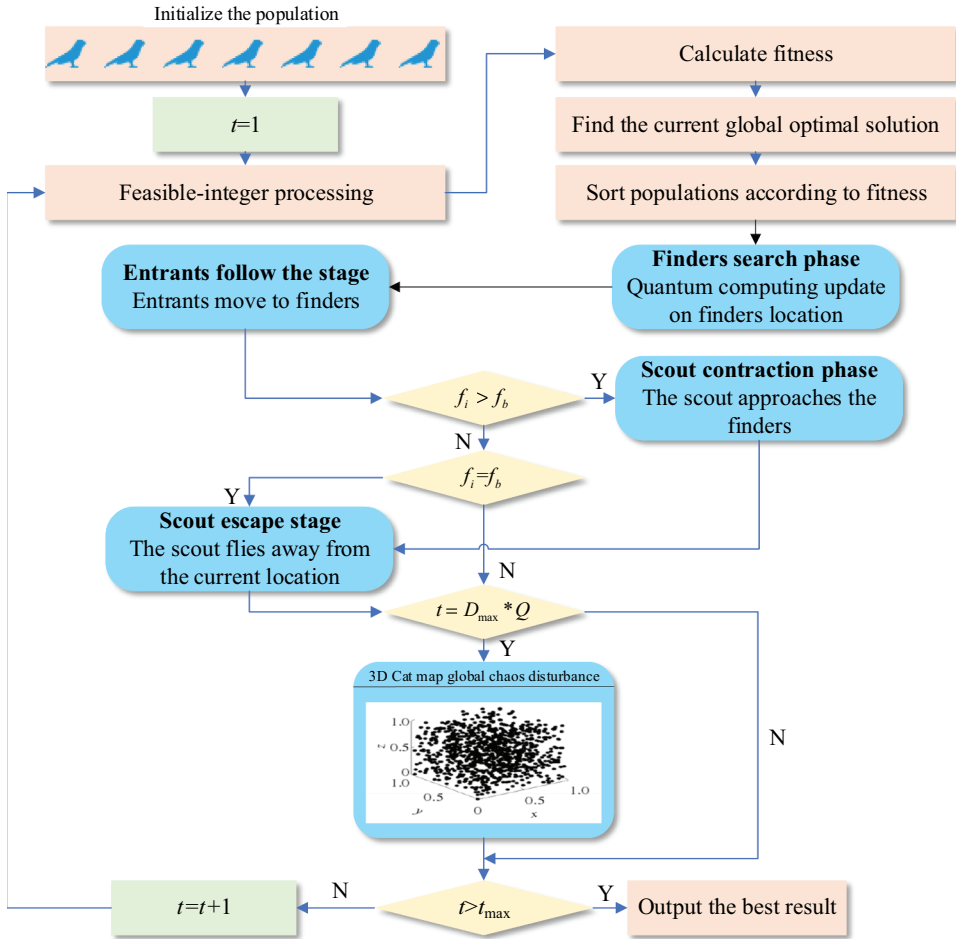 Initialize the population
t=1
Feasible-integer processing
Calculate fitness
Find the current global optimal solution
Sort populations according to fitness
Finders search phase
Quantum computing update
on finders location
Entrants follow the stage
Entrants move to finders
f_i > f_b
Y
Scout contraction phase
The scout approaches the
finders
N
f_i=f_b
Y
Scout escape stage
The scout flies away from
the current location
N
t = D_max * Q
Y
N
3D Cat map global chaos disturbance
1.0
z
0.5
0
1.0
0.5
y
0
0.5
x
1.0
t>t_max
N
t=t+1
Y
Output the best result